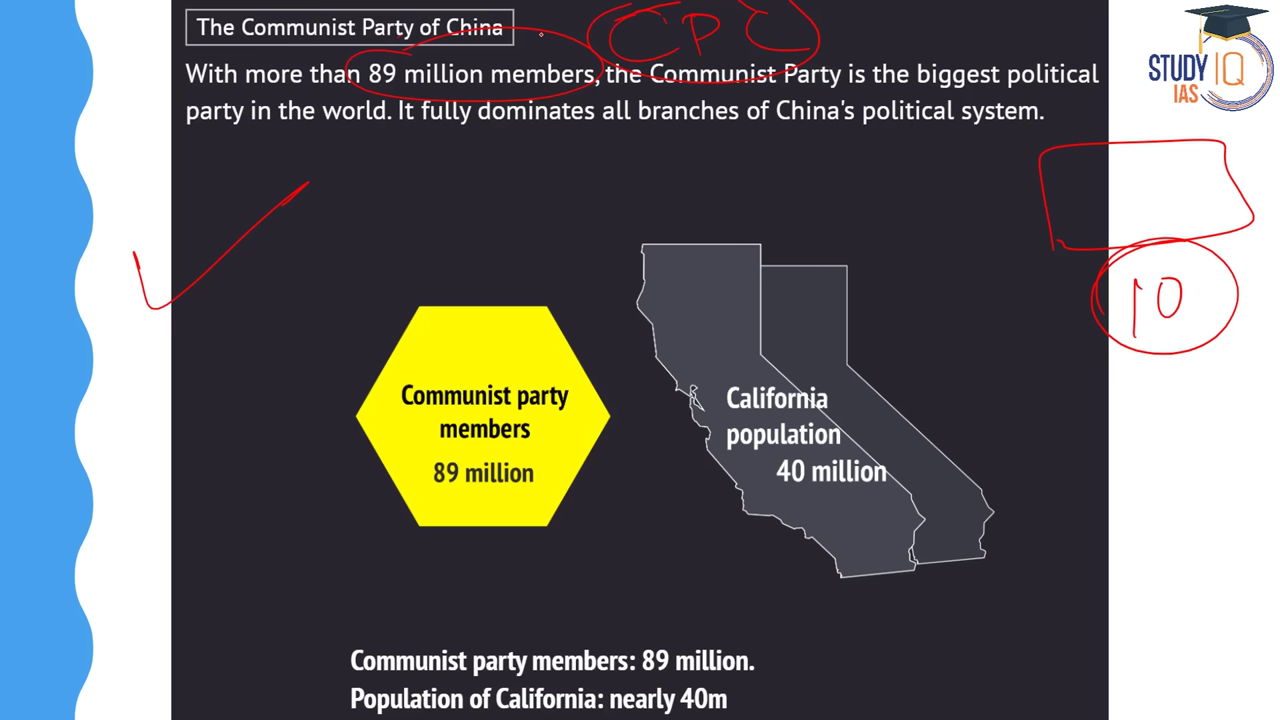 The Communist Party of China
CPC
With more than 89 million members, the Communist Party is the biggest political
party in the world. It fully dominates all branches of China's political system.
STUDY IQ
IAS
10
Communist party
members
89 million
California
population
40 million
Communist party members: 89 million.
Population of California: nearly 40m